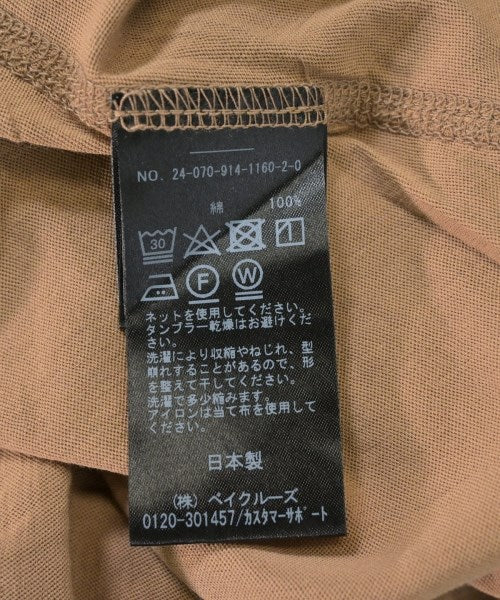 NO. 24-070-914-1160-2-0
綿 100%
30
F W
ネットを使用してください。
タンブラー乾燥はお避けくだ
さい。
洗濯により収縮やねじれ、型
崩れすることがあるので、形
を整えて干してください。
洗濯で多少縮みます。
アイロンは当て布を使用して
ください。
日本製
(株) ベイクルーズ
0120-301457/カスタマーサポート